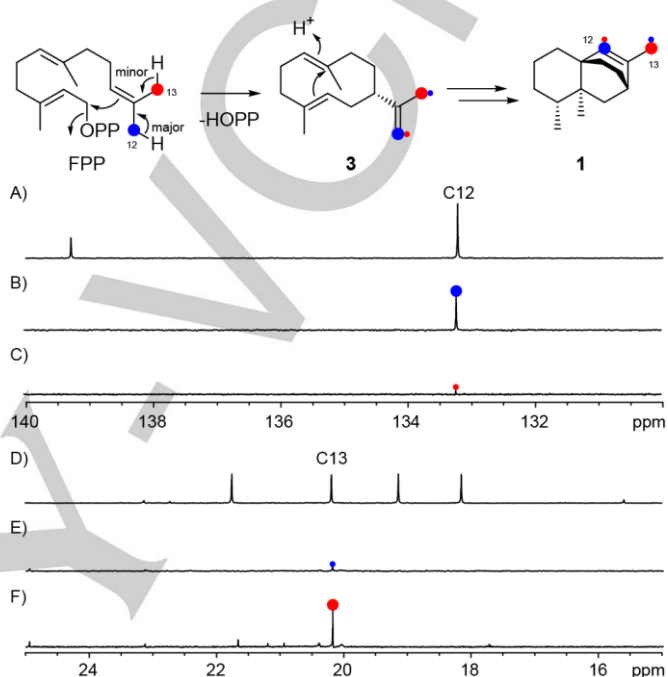 H+
12
13
minor
H
13
major
H
12
OPP
FPP
-HOPP
3
1
A)
C12
B)
C)
140 138 136 134 132 ppm
D)
C13
E)
F)
24 22 20 18 16 ppm